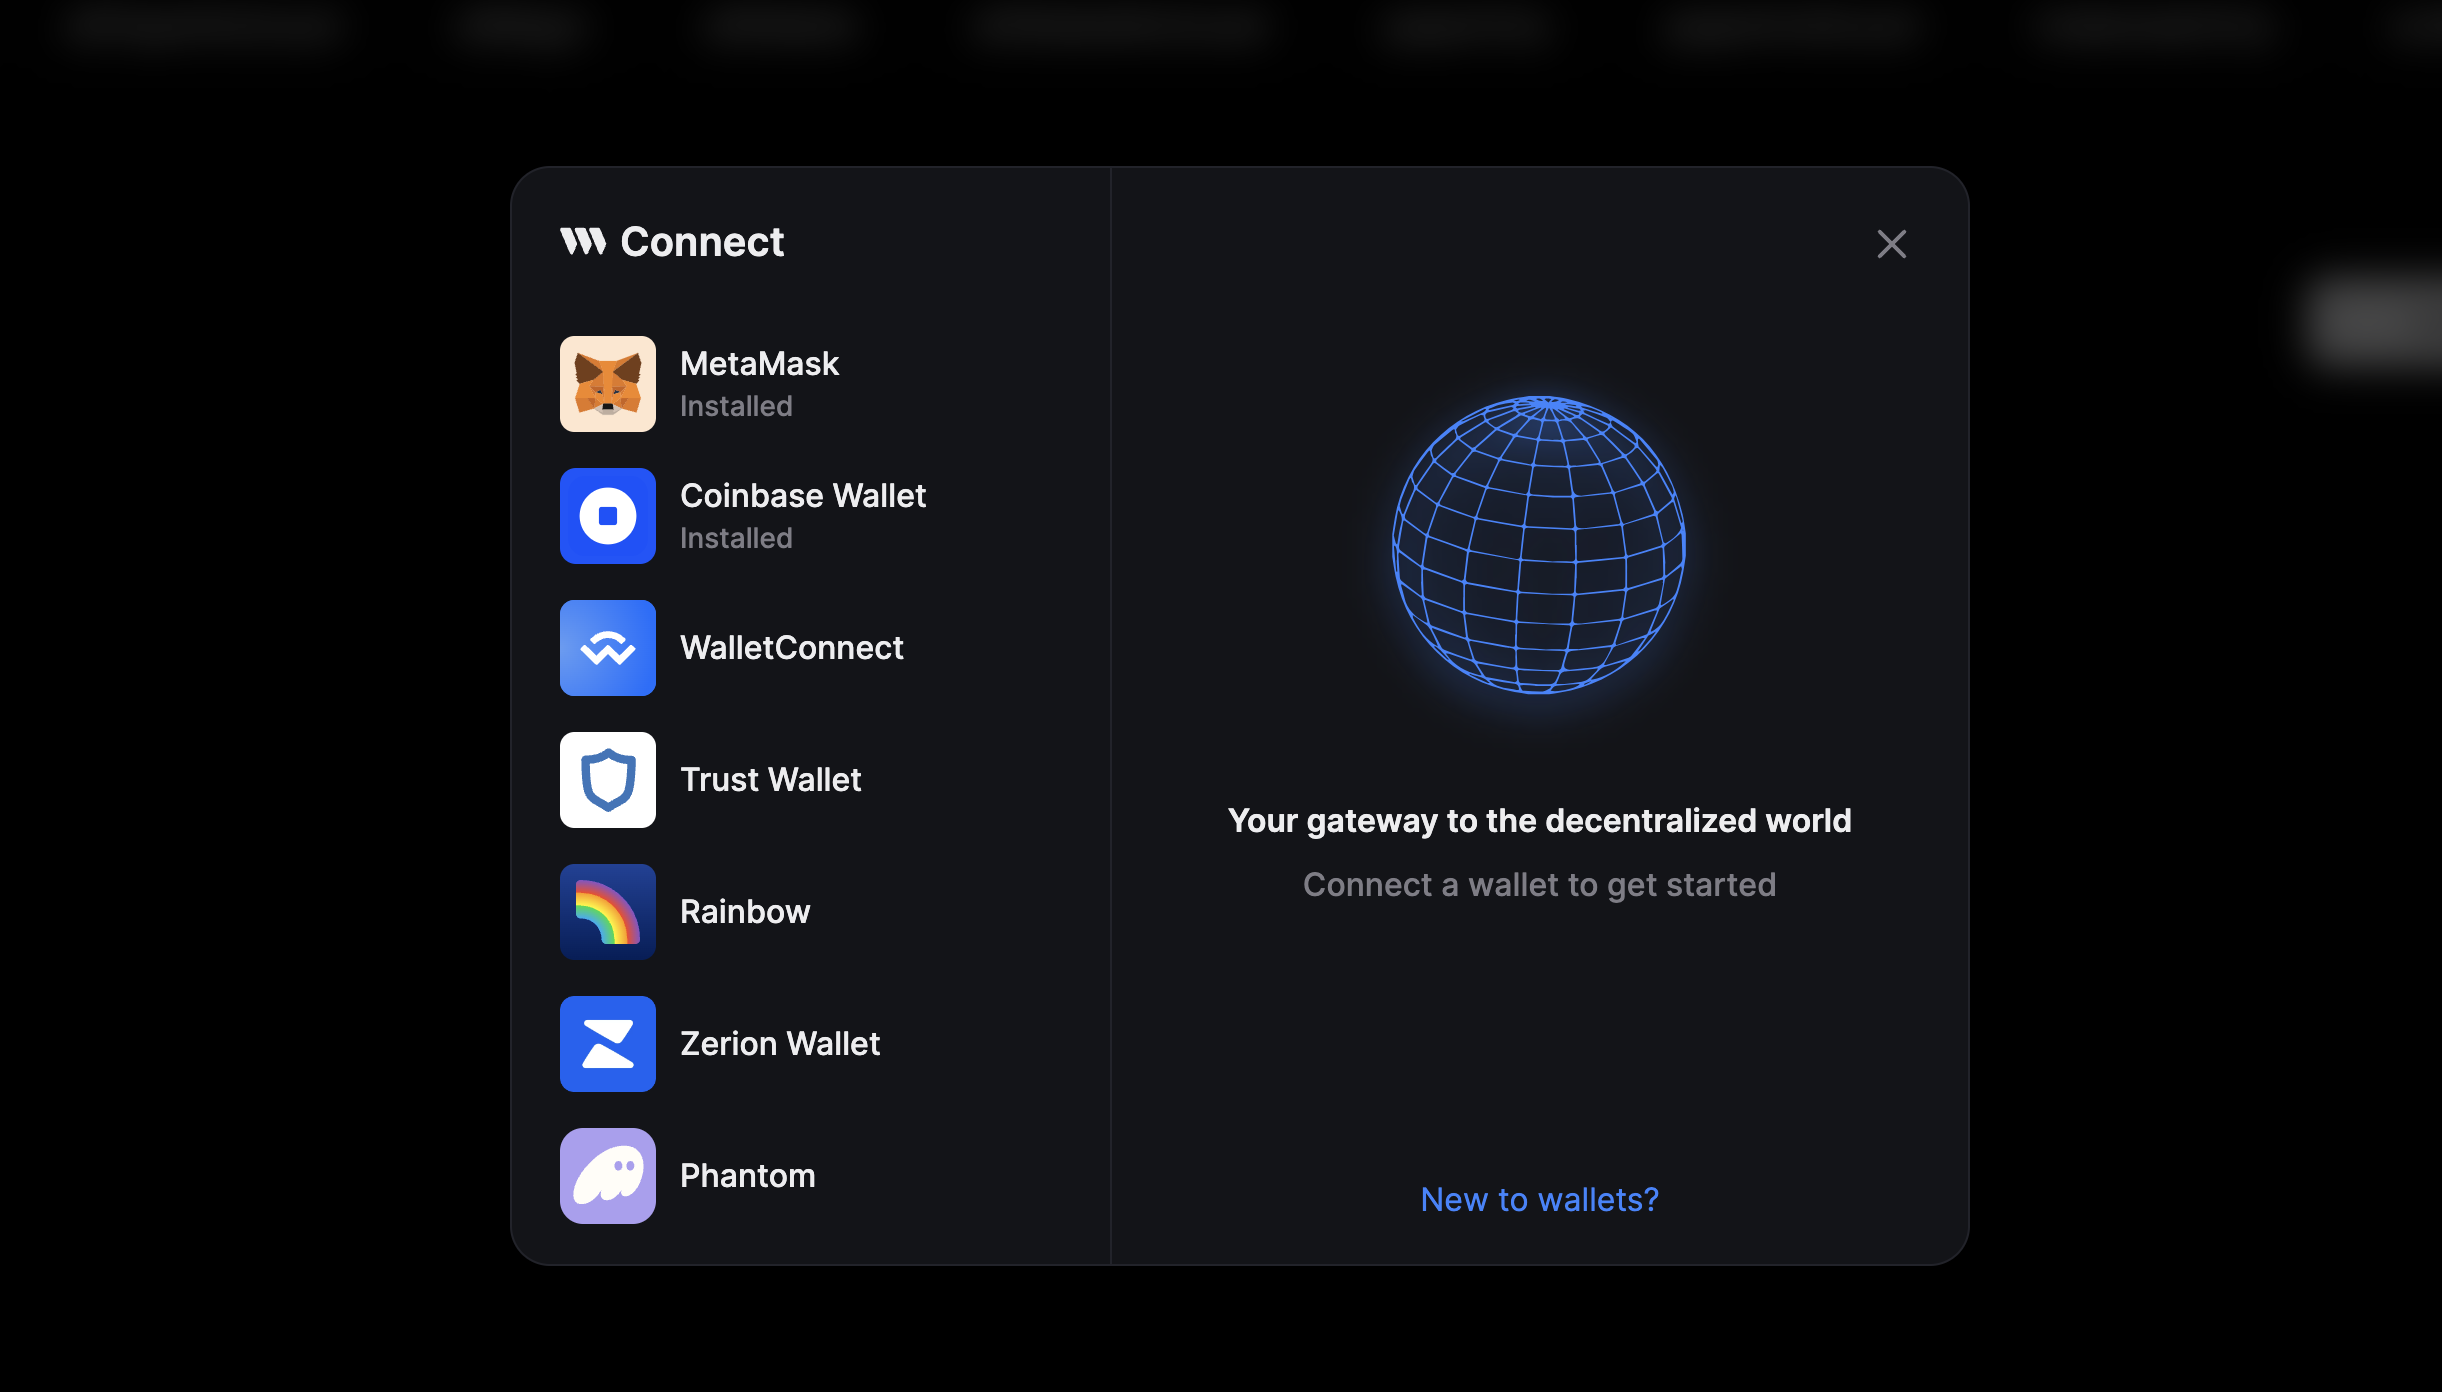 Connect
MetaMask
Installed
Coinbase Wallet
Installed
WalletConnect
Trust Wallet
Rainbow
Zerion Wallet
Phantom
Your gateway to the decentralized world
Connect a wallet to get started
New to wallets?